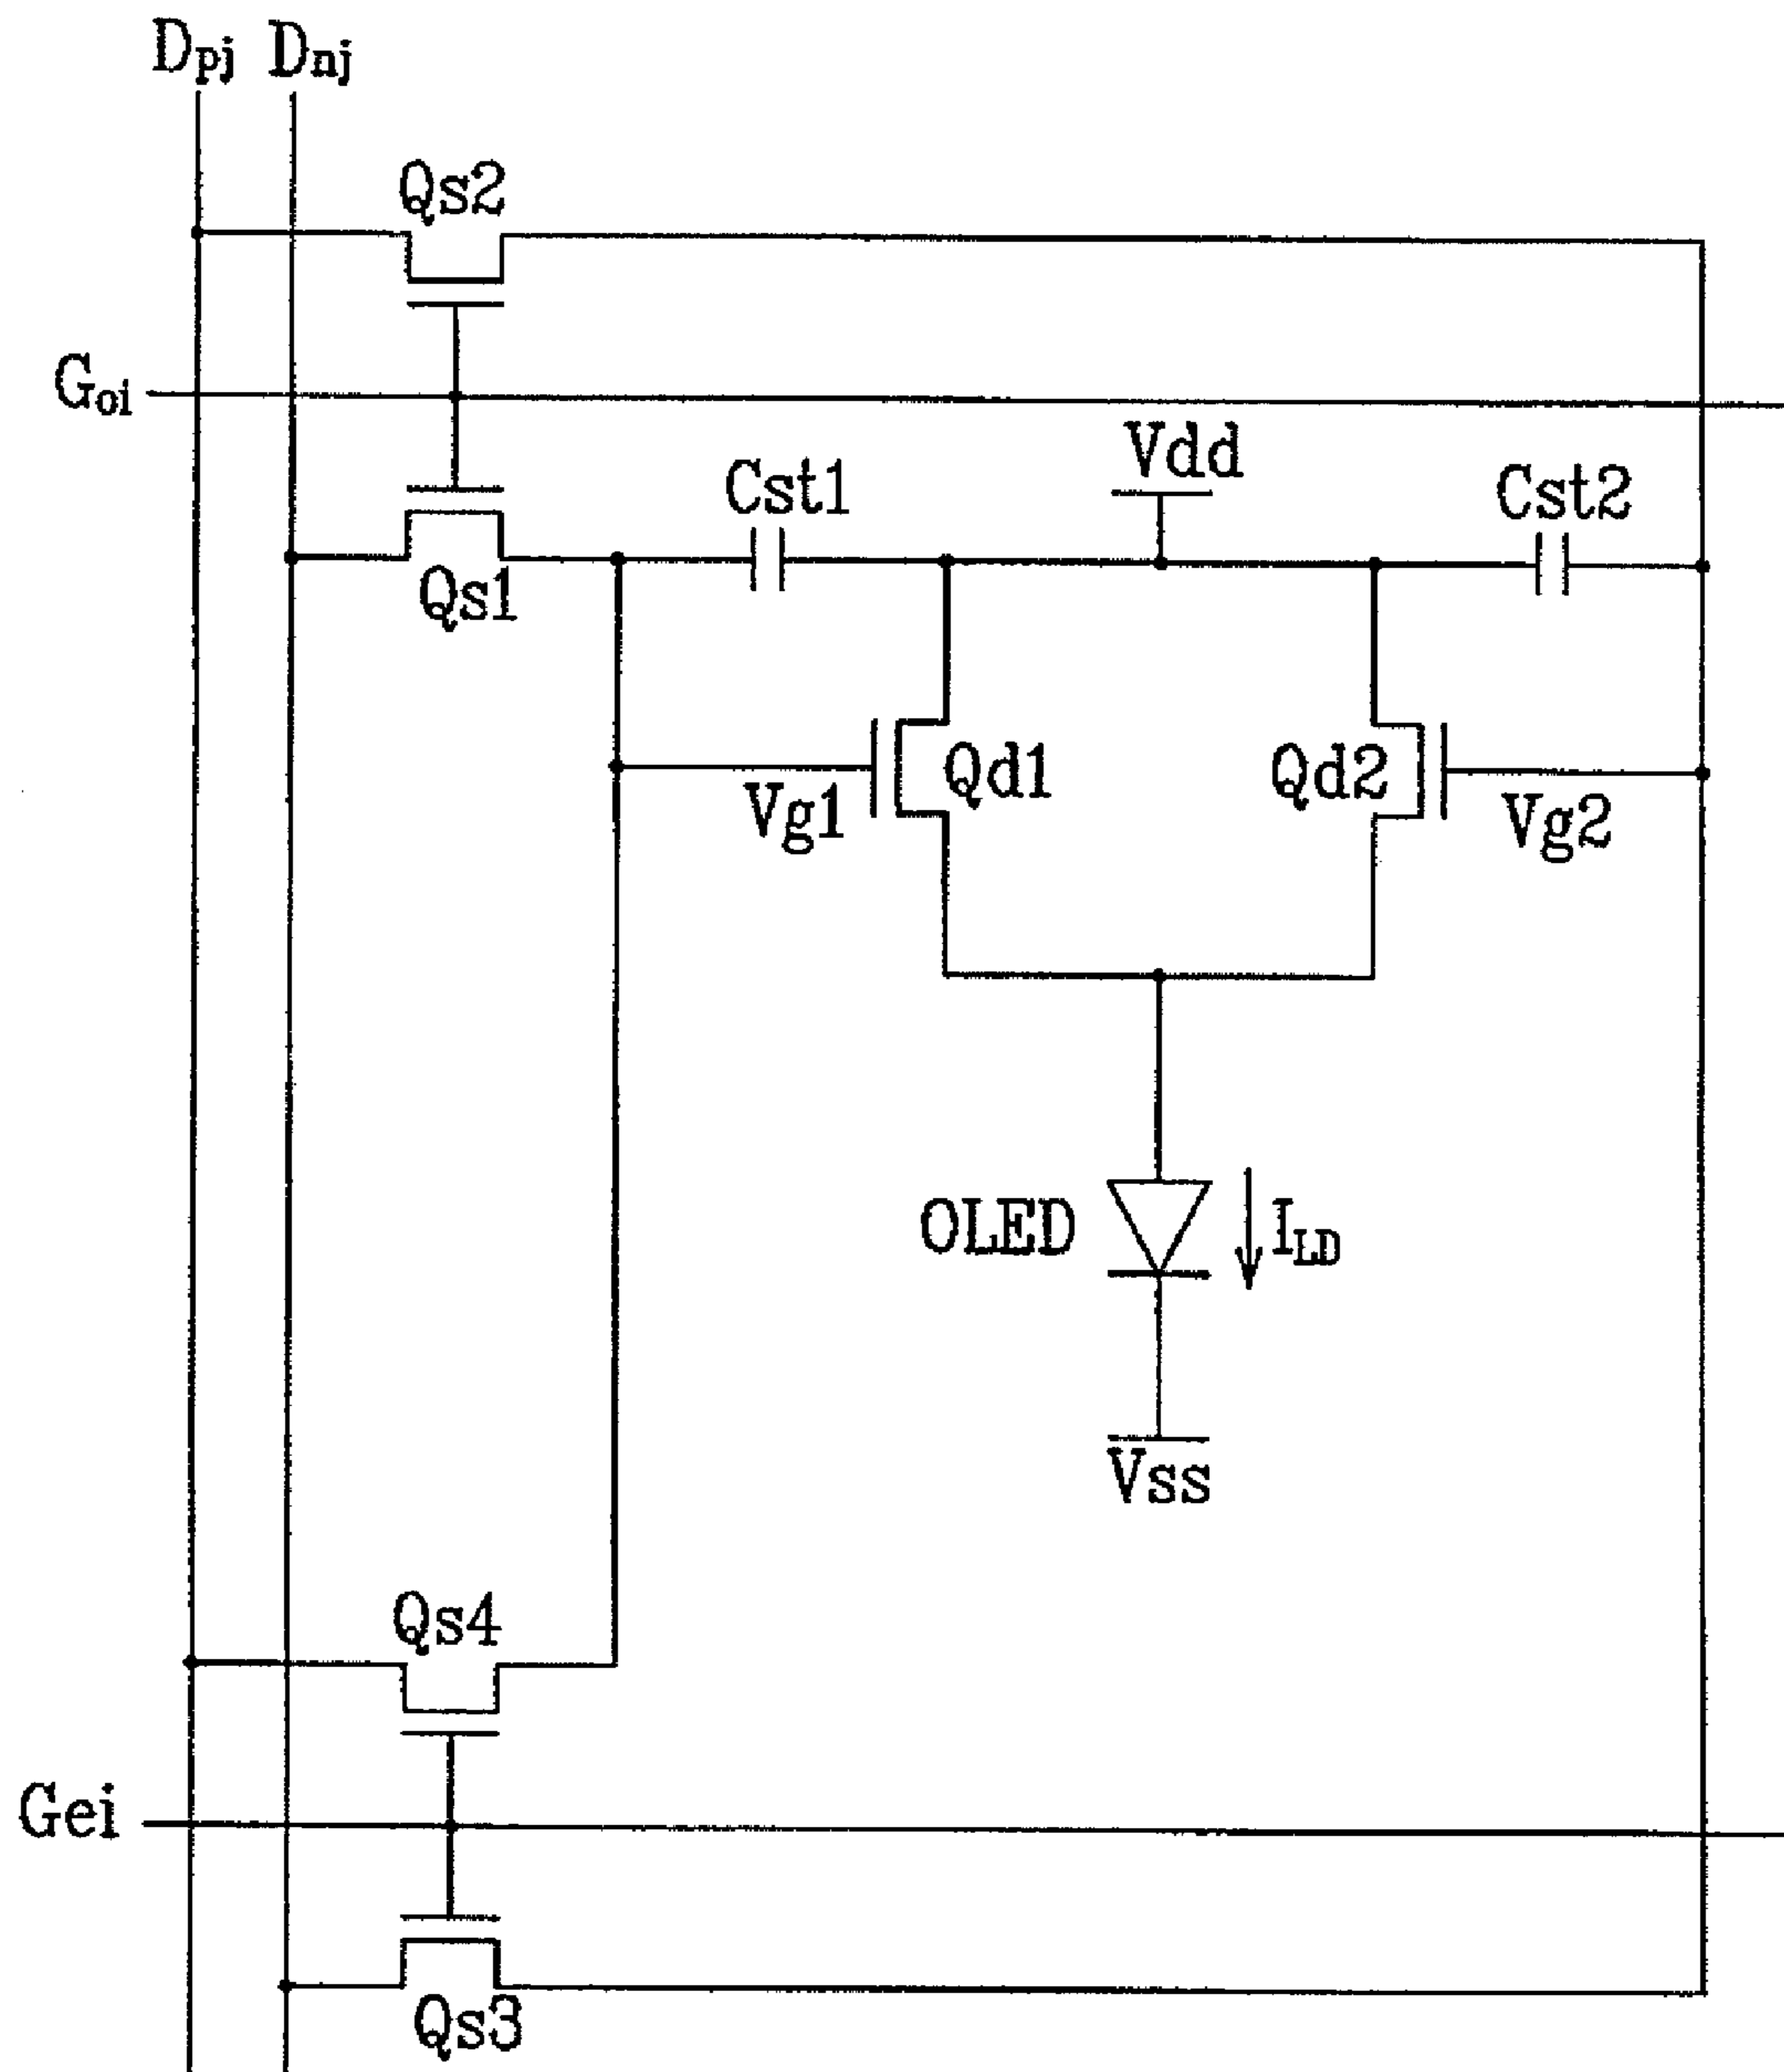 Dpj Dnj
Qs2
Goi
Vdd
Cst1
Cst2
Qs1
Qd1
Qd2
Vg1
Vg2
OLED
ILD
Vss
Qs4
Gei
Qs3